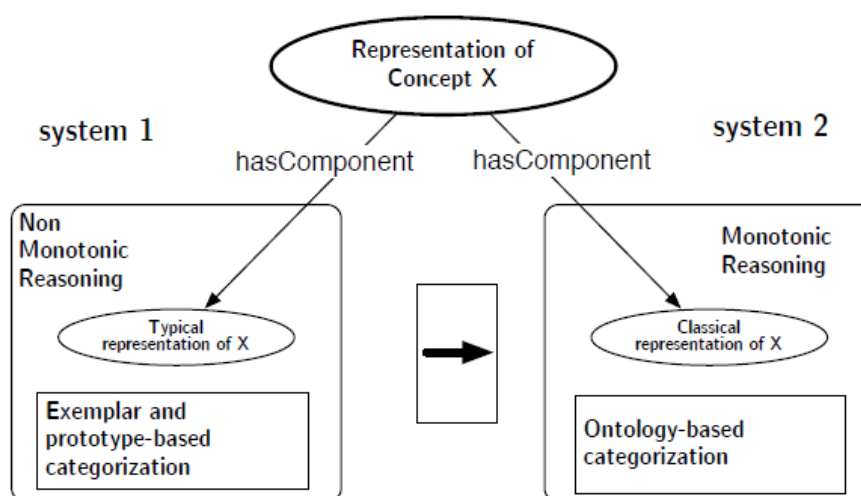 Representation of
Concept X
system 1
system 2
hasComponent
hasComponent
Non
Monotonic
Reasoning
Monotonic
Reasoning
Typical
representation of X
Classical
representation of X
Exemplar and
prototype-based
categorization
Ontology-based
categorization